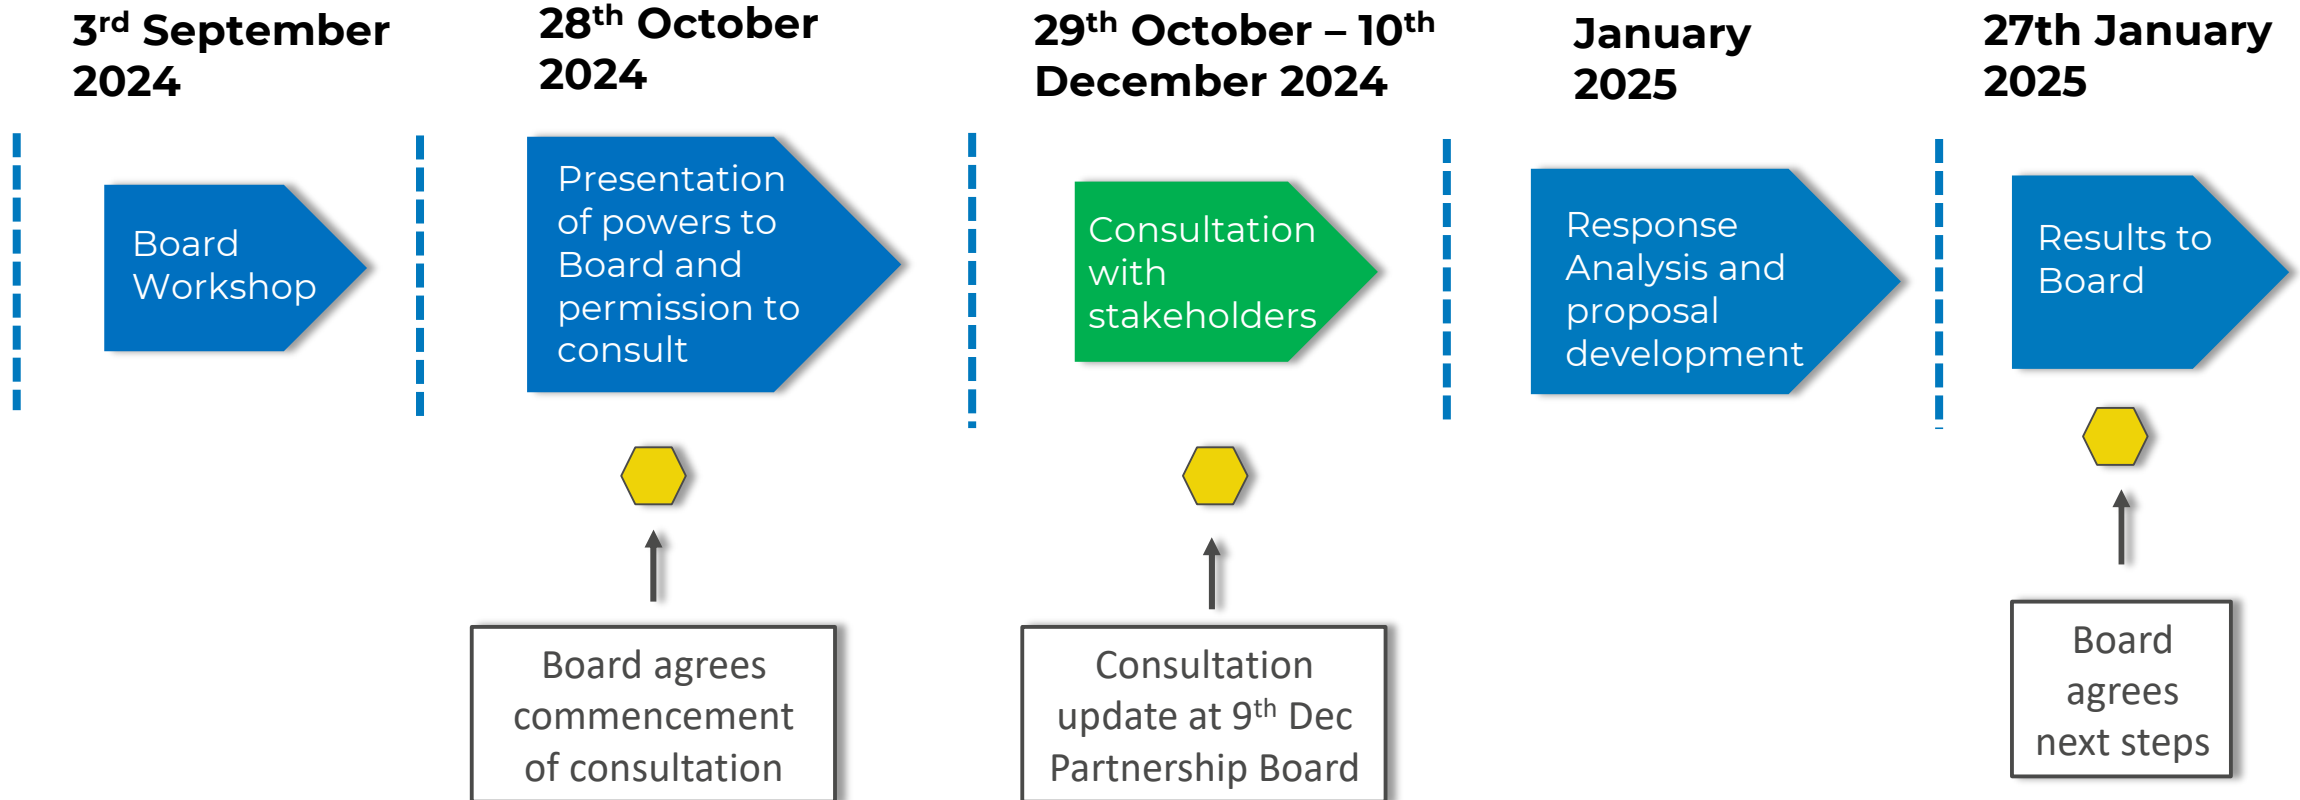 3rd September
2024
28th October
2024
29th October – 10th
December 2024
January
2025
27th January
2025
Board
Workshop
Presentation
of powers to
Board and
permission to
consult
Consultation
with
stakeholders
Response
Analysis and
proposal
development
Results to
Board
Board agrees
commencement
of consultation
Consultation
update at 9th Dec
Partnership Board
Board
agrees
next steps